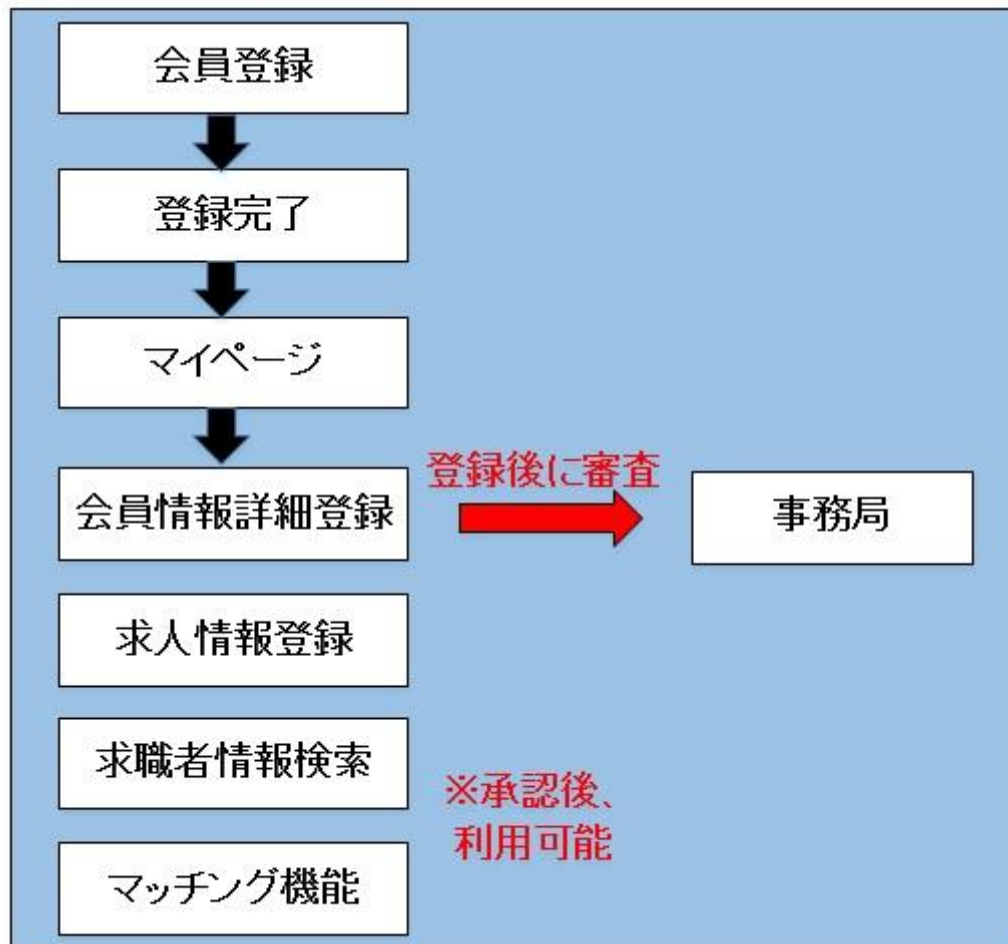 会員登録
登録完了
マイページ
会員情報詳細登録
登録後に審査
事務局
求人情報登録
求職者情報検索
※承認後、
利用可能
マッチング機能